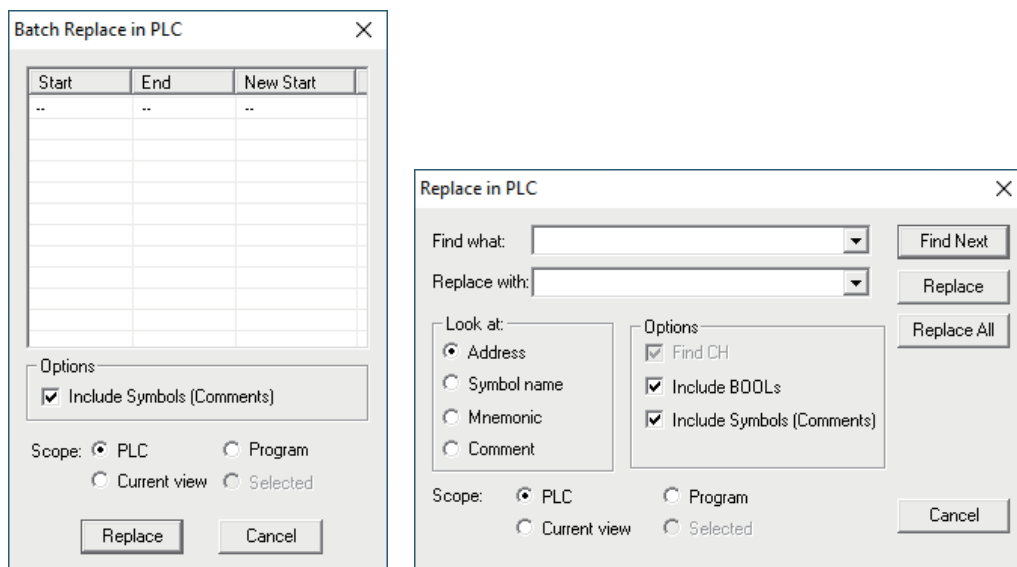 Batch Replace in PLC
Start End New Start
-- -- --
Options
Include Symbols (Comments)
Scope: PLC Program
Current view Selected
Replace Cancel
Replace in PLC
Find what: Find Next
Replace with: Replace
Replace All
Look at:
Address
Symbol name
Mnemonic
Comment
Options
Find CH
Include BOOLs
Include Symbols (Comments)
Scope: PLC Program
Current view Selected
Cancel